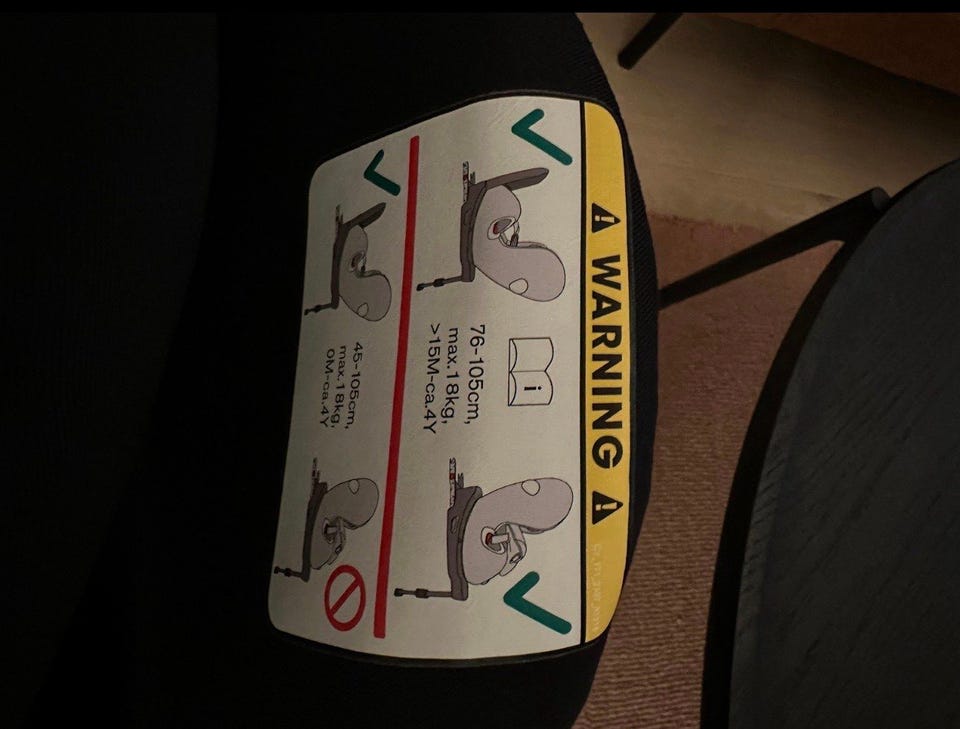 WARNING
76-105cm,
max.18kg,
>15M-ca.4Y
i
45-105cm,
max.18kg,
0M-ca.4Y